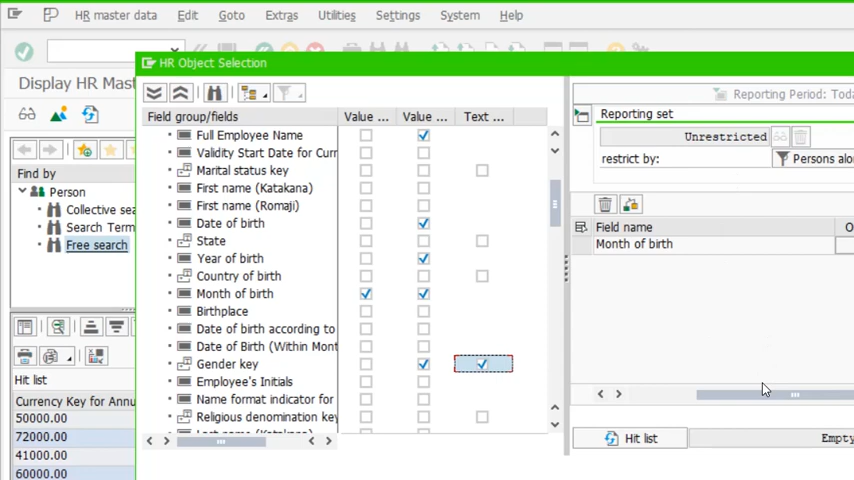 HR master data Edit Goto Extras Utilities Settings System Help
Display HR Mas
HR Object Selection
Find by
Person
Collective sea
Search Term
Free search
Hit list
Currency Key for Annu
50000.00
72000.00
41000.00
60000.00
Field group/fields Value ... Value ... Text ...
Full Employee Name
Validity Start Date for Curr
Marital status key
First name (Katakana)
First name (Romaji)
Date of birth
State
Year of birth
Country of birth
Month of birth
Birthplace
Date of birth according to
Date of Birth (Within Mont
Gender key
Employee's Initials
Name format indicator for
Religious denomination key
Last name (Katakana)
Reporting Period: Toda
Reporting set
Unrestricted
restrict by: Persons alo
Field name O
Month of birth
Hit list Empty